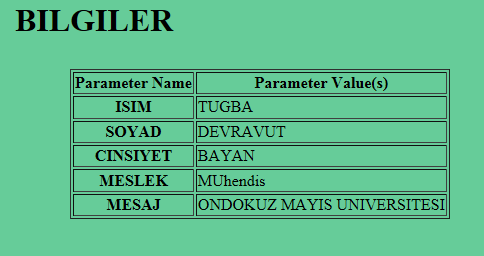 BILGILER
Parameter Name Parameter Value(s)
ISIM TUGBA
SOYAD DEVRAVUT
CINSIYET BAYAN
MESLEK MUhendis
MESAJ ONDOKUZ MAYIS UNIVERSITESI